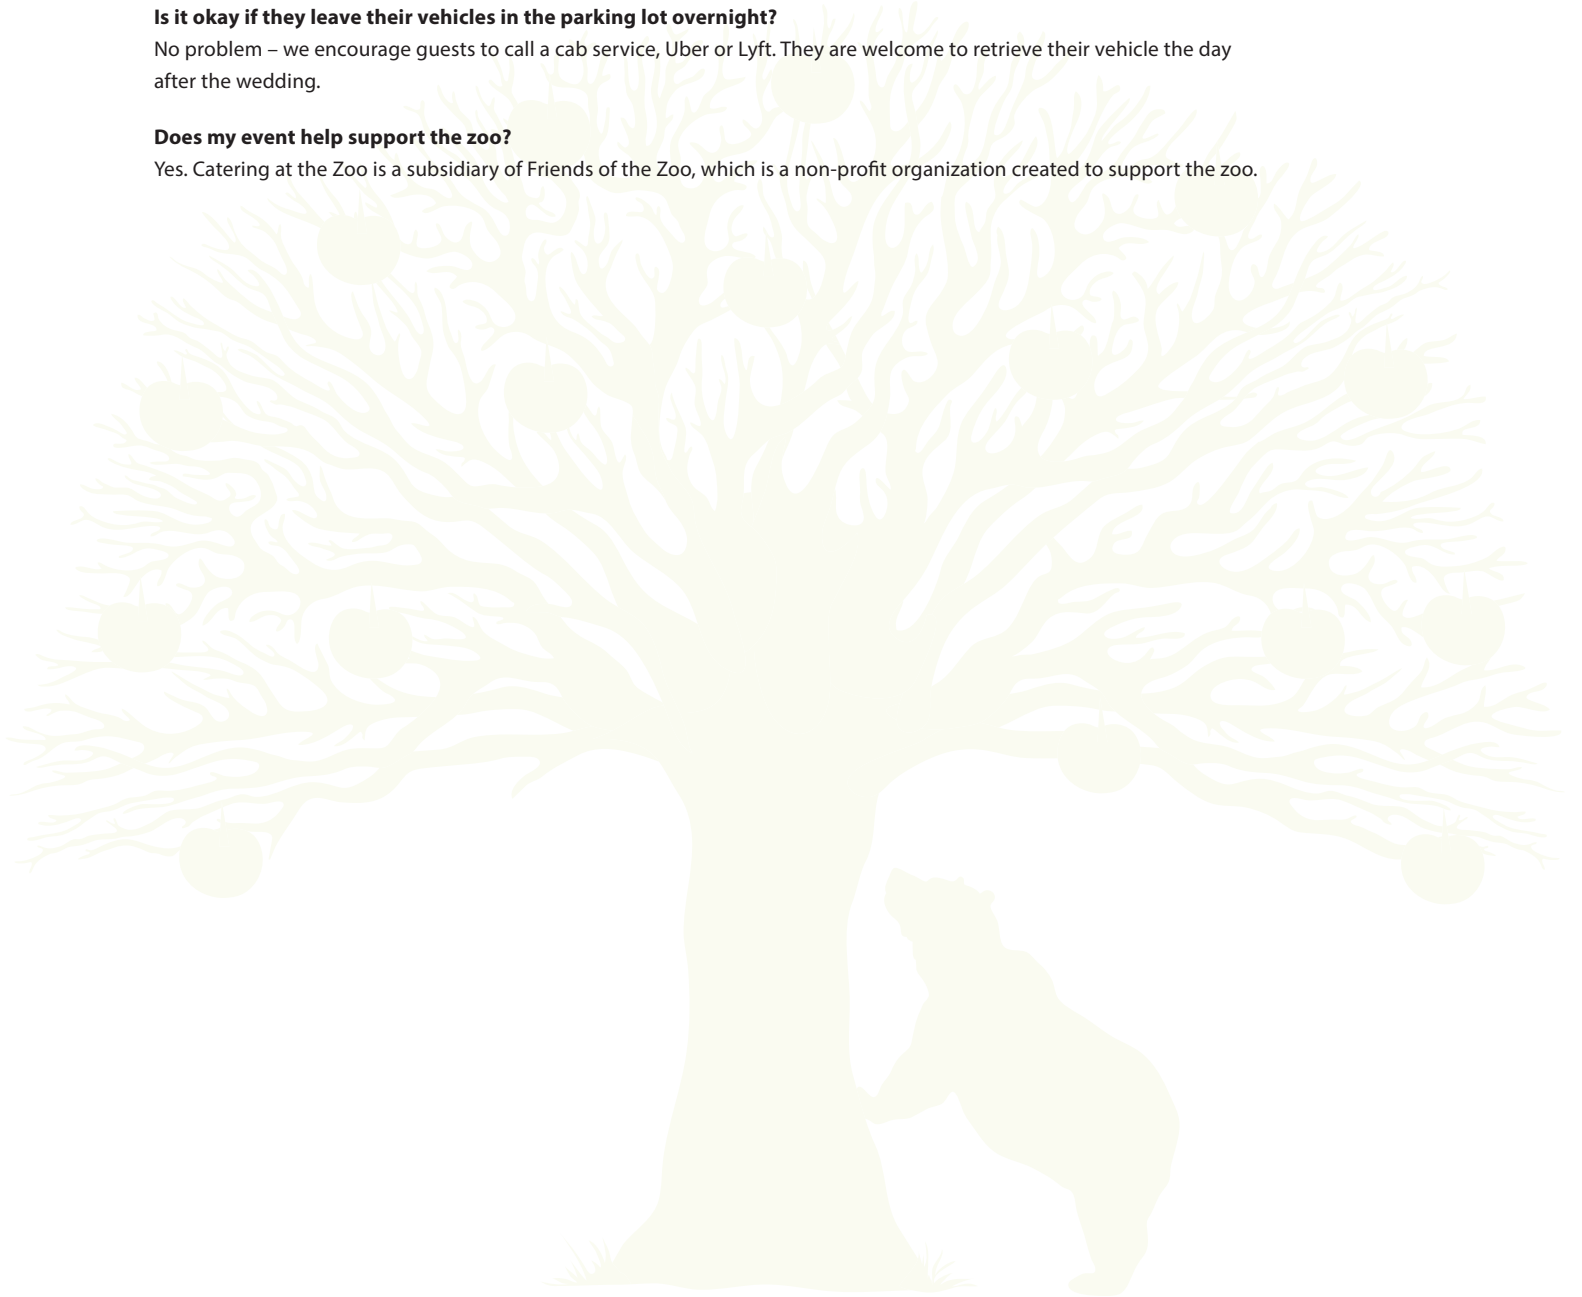 Is it okay if they leave their vehicles in the parking lot overnight?
No problem – we encourage guests to call a cab service, Uber or Lyft. They are welcome to retrieve their vehicle the day
after the wedding.
Does my event help support the zoo?
Yes. Catering at the Zoo is a subsidiary of Friends of the Zoo, which is a non-profit organization created to support the zoo.